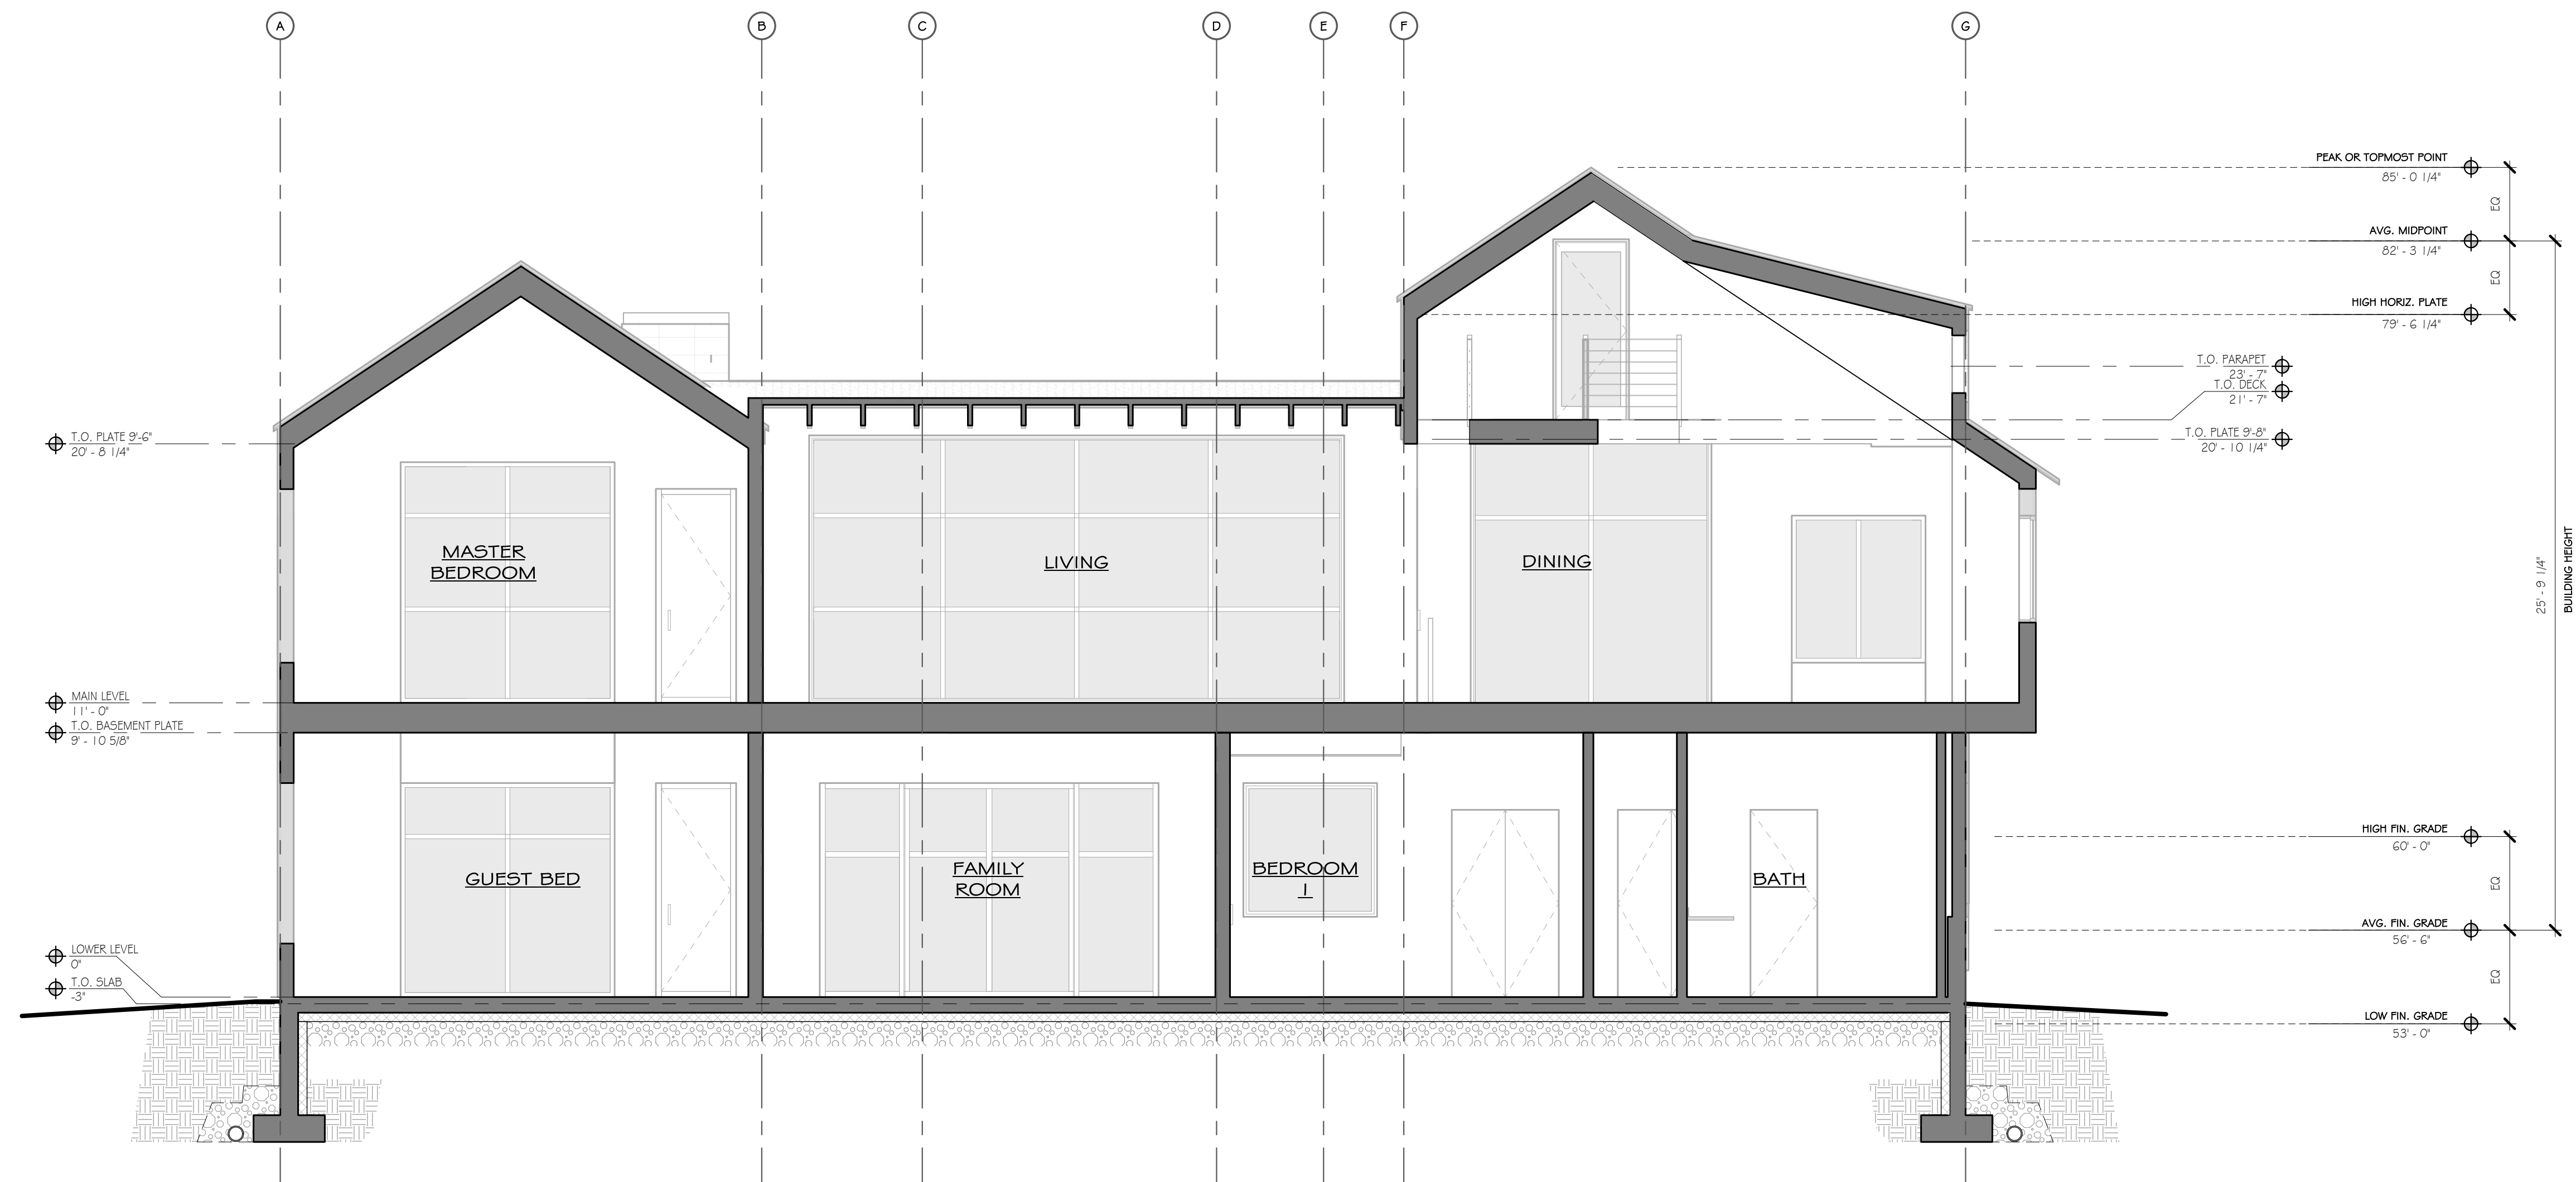 A
B
C
D
E
F
G
PEAK OR TOPMOST POINT
85' - 0 1/4"
EQ
AVG. MIDPOINT
82' - 3 1/4"
EQ
HIGH HORIZ. PLATE
79' - 6 1/4"
T.O. PARAPET
23' - 7"
T.O. DECK
21' - 7"
T.O. PLATE 9'-8"
20' - 10 1/4"
T.O. PLATE 9'-6"
20' - 8 1/4"
MASTER
BEDROOM
LIVING
DINING
25' - 9 1/4"
BUILDING HEIGHT
MAIN LEVEL
11' - 0"
T.O. BASEMENT PLATE
9' - 10 5/8"
HIGH FIN. GRADE
60' - 0"
EQ
GUEST BED
FAMILY
ROOM
BEDROOM
1
BATH
AVG. FIN. GRADE
56' - 6"
EQ
LOWER LEVEL
0"
T.O. SLAB
-3"
LOW FIN. GRADE
53' - 0"